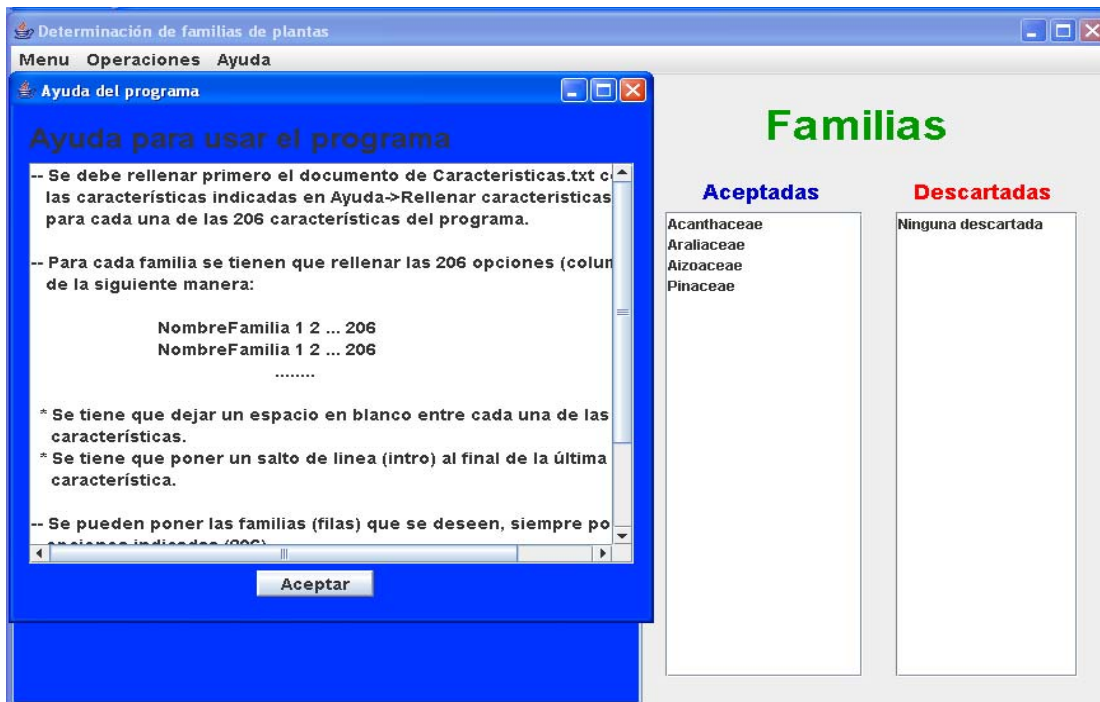 Determinación de familias de plantas
Menu Operaciones Ayuda
Ayuda del programa
Ayuda para usar el programa
-- Se debe rellenar primero el documento de Caracteristicas.txt
las características indicadas en Ayuda->Rellenar caracteristicas
para cada una de las 206 características del programa.
-- Para cada familia se tienen que rellenar las 206 opciones
de la siguiente manera:
NombreFamilia 1 2 ... 206
NombreFamilia 1 2 ... 206
........
* Se tiene que dejar un espacio en blanco entre cada una de las
características.
* Se tiene que poner un salto de linea (intro) al final de la última
característica.
-- Se pueden poner las familias (filas) que se deseen, siempre
Aceptar
Familias
Aceptadas
Acanthaceae
Araliaceae
Aizoaceae
Pinaceae
Descartadas
Ninguna descartada